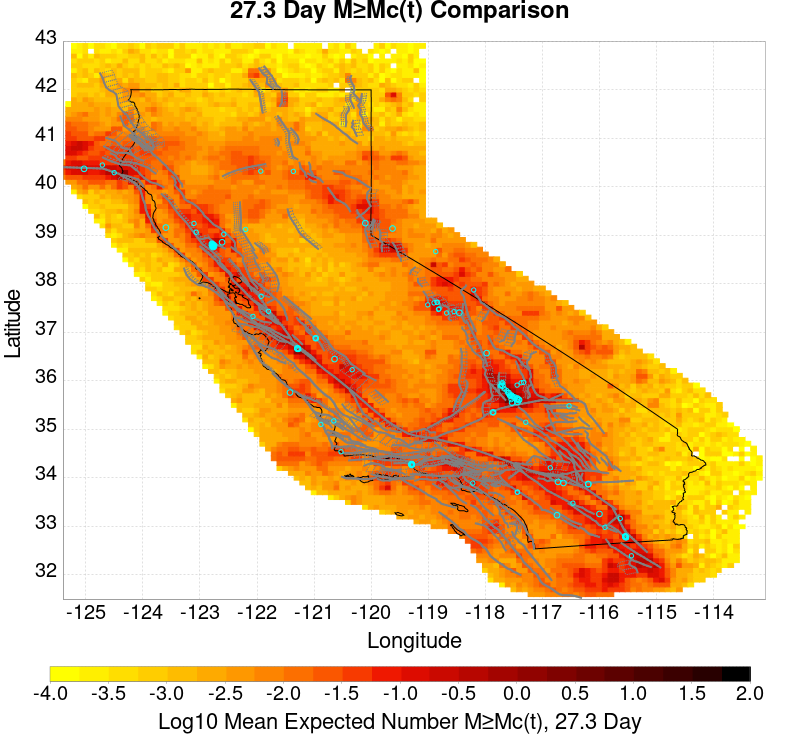 27.3 Day M≥Mc(t) Comparison
43
42
41
40
39
38
37
36
35
34
33
32
Latitude
-125 -124 -123 -122 -121 -120 -119 -118 -117 -116 -115 -114
Longitude
-4.0 -3.5 -3.0 -2.5 -2.0 -1.5 -1.0 -0.5 0.0 0.5 1.0 1.5 2.0
Log10 Mean Expected Number M≥Mc(t), 27.3 Day